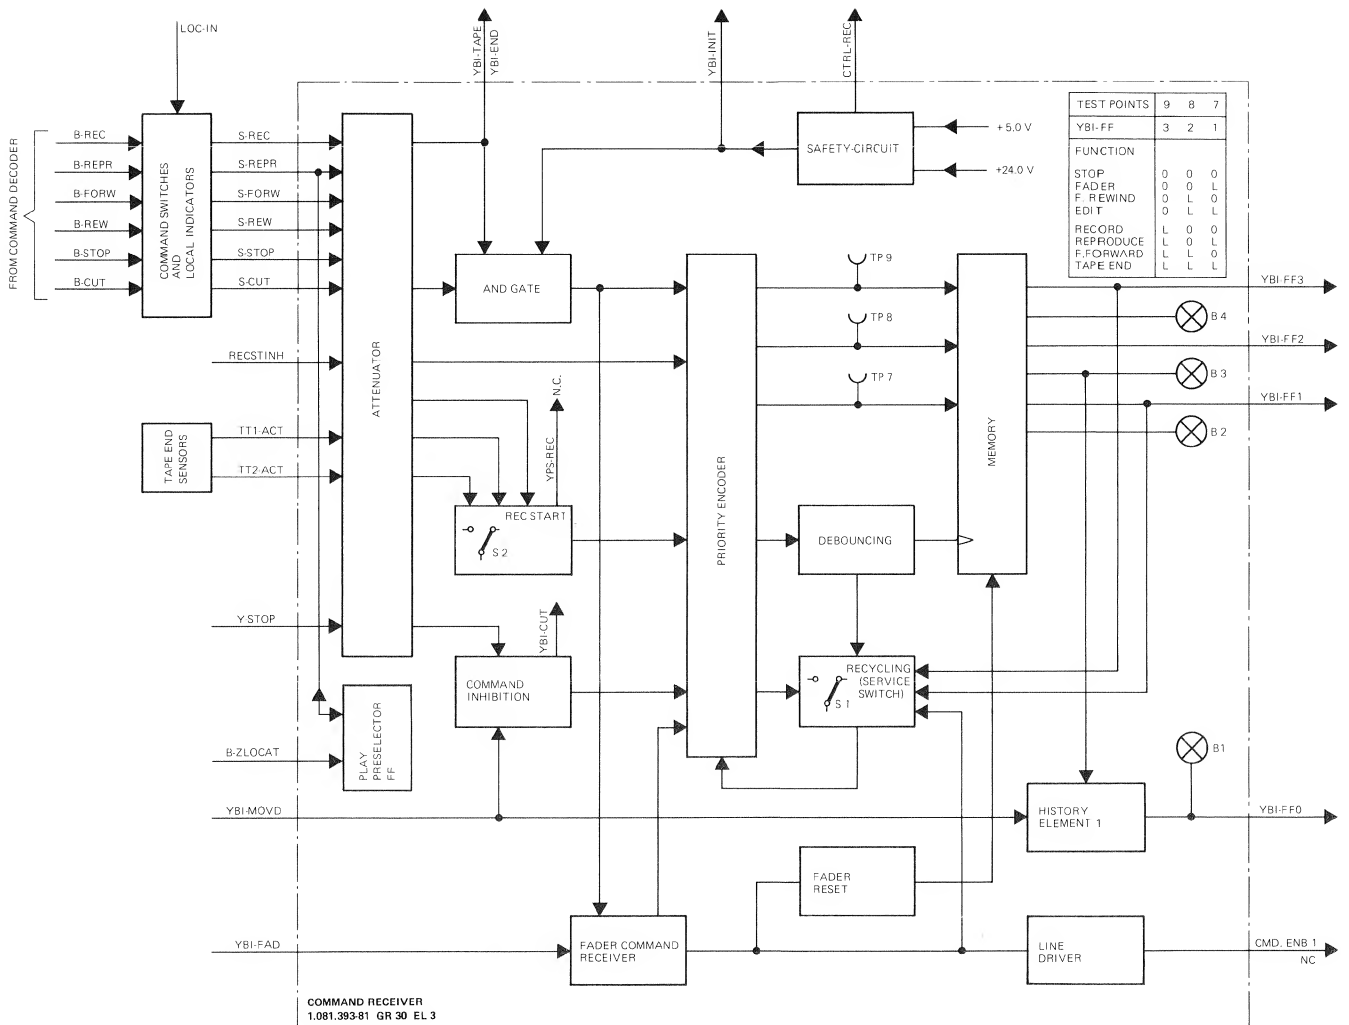 LOC-IN
YBI-TAPE
YBI-END
YBI-INIT
CTRL-REC
FROM COMMAND DECODER
B-REC
B-REPR
B-FORW
B-REW
B-STOP
B-CUT
COMMAND SWITCHES
AND
LOCAL INDICATORS
S-REC
S-REPR
S-FORW
S-REW
S-STOP
S-CUT
RECSTINH
TAPE END
SENSORS
TT1-ACT
TT2-ACT
Y STOP
ATTENUATOR
AND GATE
SAFETY-CIRCUIT
+ 5.0 V
+24.0 V
TEST POINTS 9 8 7
YBI-FF 3 2 1
FUNCTION
STOP 0 0 0
FADER 0 0 L
F. REWIND 0 L 0
EDIT 0 L L
RECORD L 0 0
REPRODUCE L 0 L
F.FORWARD L L 0
TAPE END L L L
TP 9
TP 8
TP 7
YBI-FF3
B 4
YBI-FF2
B 3
YBI-FF1
B 2
N.C.
YPS-REC
REC START
S 2
PRIORITY ENCODER
MEMORY
DEBOUNCING
YBI-CUT
COMMAND
INHIBITION
RECYCLING
(SERVICE
SWITCH)
S 1
PLAY
PRESELECTOR
FF
B-ZLOCAT
YBI-MOVD
B1
HISTORY
ELEMENT 1
YBI-FF0
FADER
RESET
YBI-FAD
FADER COMMAND
RECEIVER
LINE
DRIVER
CMD. ENB 1
NC
COMMAND RECEIVER
1.081.393-81 GR 30 EL 3